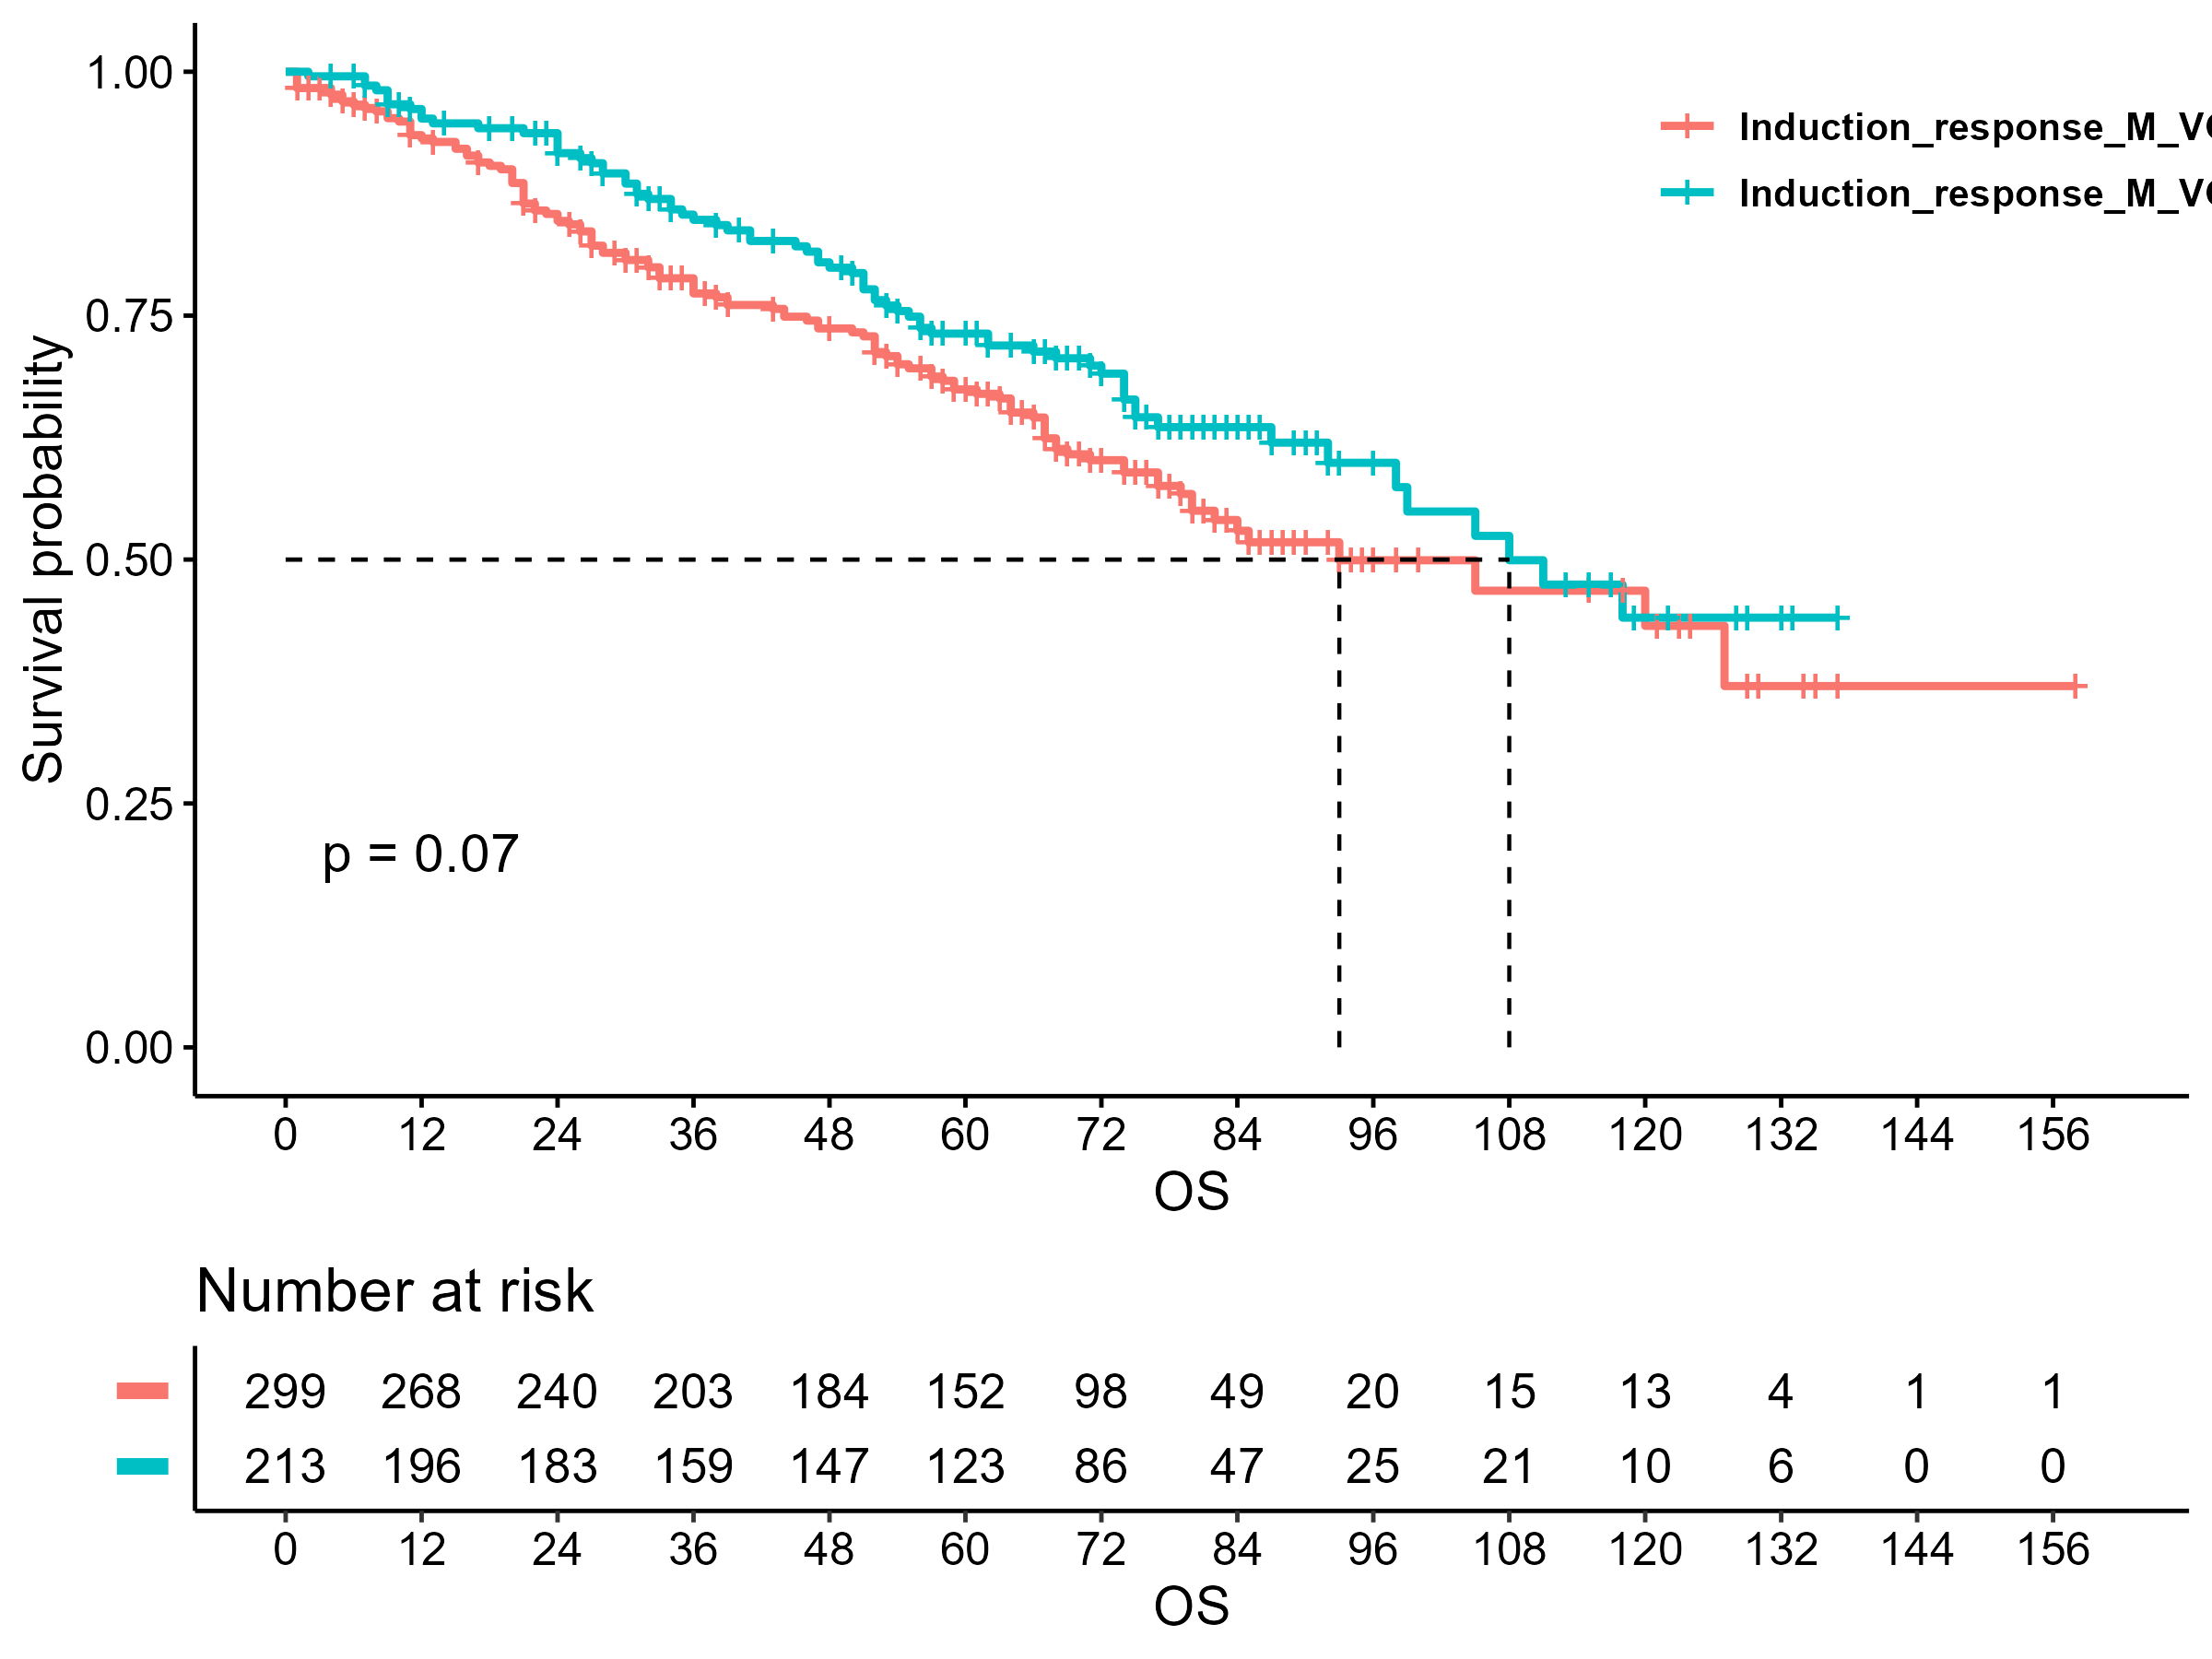 1.00
0.75
0.50
0.25
0.00
Survival probability
Induction_response_M_V
Induction_response_M_V
p = 0.07
0 12 24 36 48 60 72 84 96 108 120 132 144 156
OS
Number at risk
299 268 240 203 184 152 98 49 20 15 13 4 1 1
213 196 183 159 147 123 86 47 25 21 10 6 0 0
0 12 24 36 48 60 72 84 96 108 120 132 144 156
OS